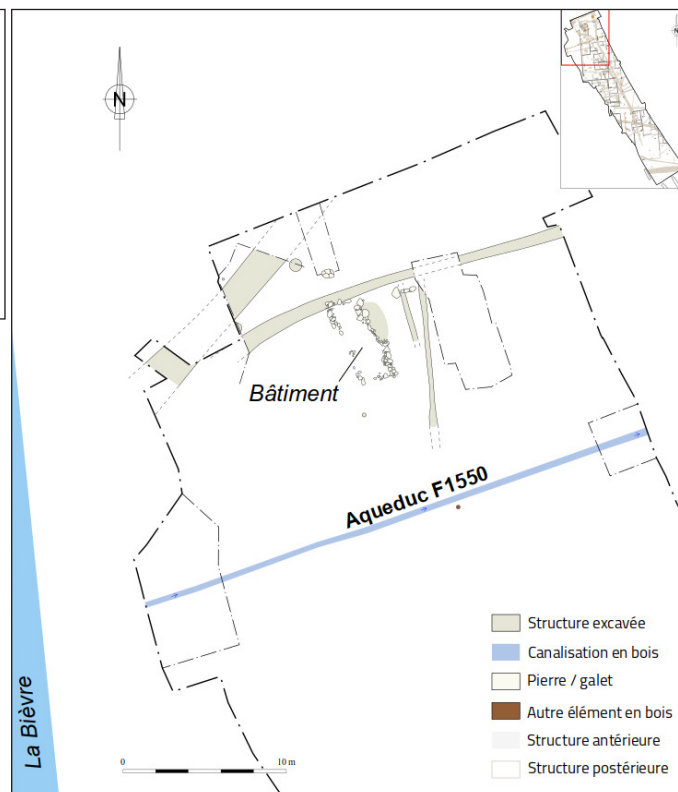 N
Bâtiment
Aqueduc F1550
La Bièvre
0 10 m
Structure excavée
Canalisation en bois
Pierre / galet
Autre élément en bois
Structure antérieure
Structure postérieure